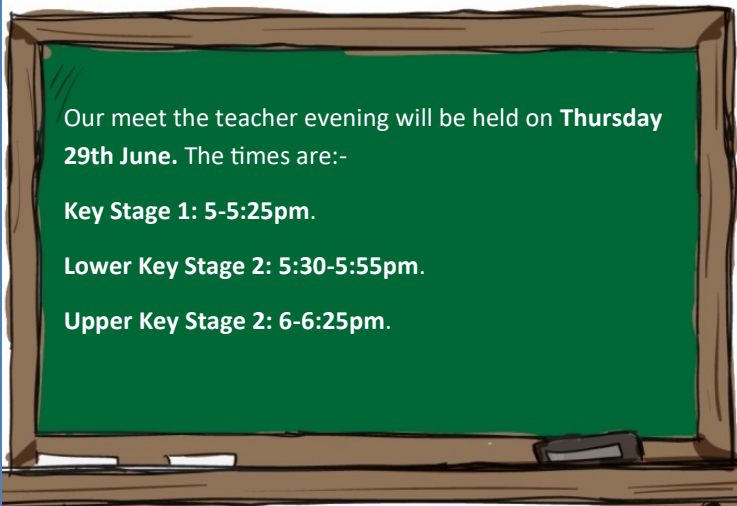 Our meet the teacher evening will be held on Thursday
29th June. The times are:-
Key Stage 1: 5-5:25pm.
Lower Key Stage 2: 5:30-5:55pm.
Upper Key Stage 2: 6-6:25pm.